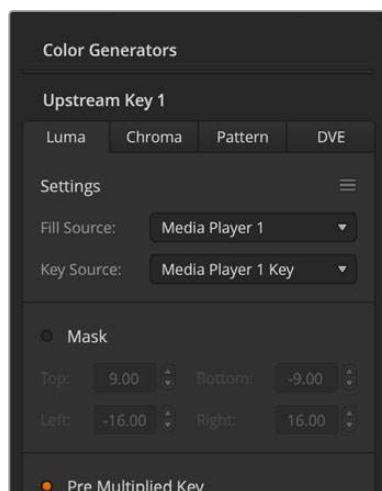 Color Generators
Upstream Key 1
Luma Chroma Pattern DVE
Settings
Fill Source: Media Player 1
Key Source: Media Player 1 Key
Mask
Top: 9.00 Bottom: -9.00
Left: -16.00 Right: 16.00
Pre Multiplied Key